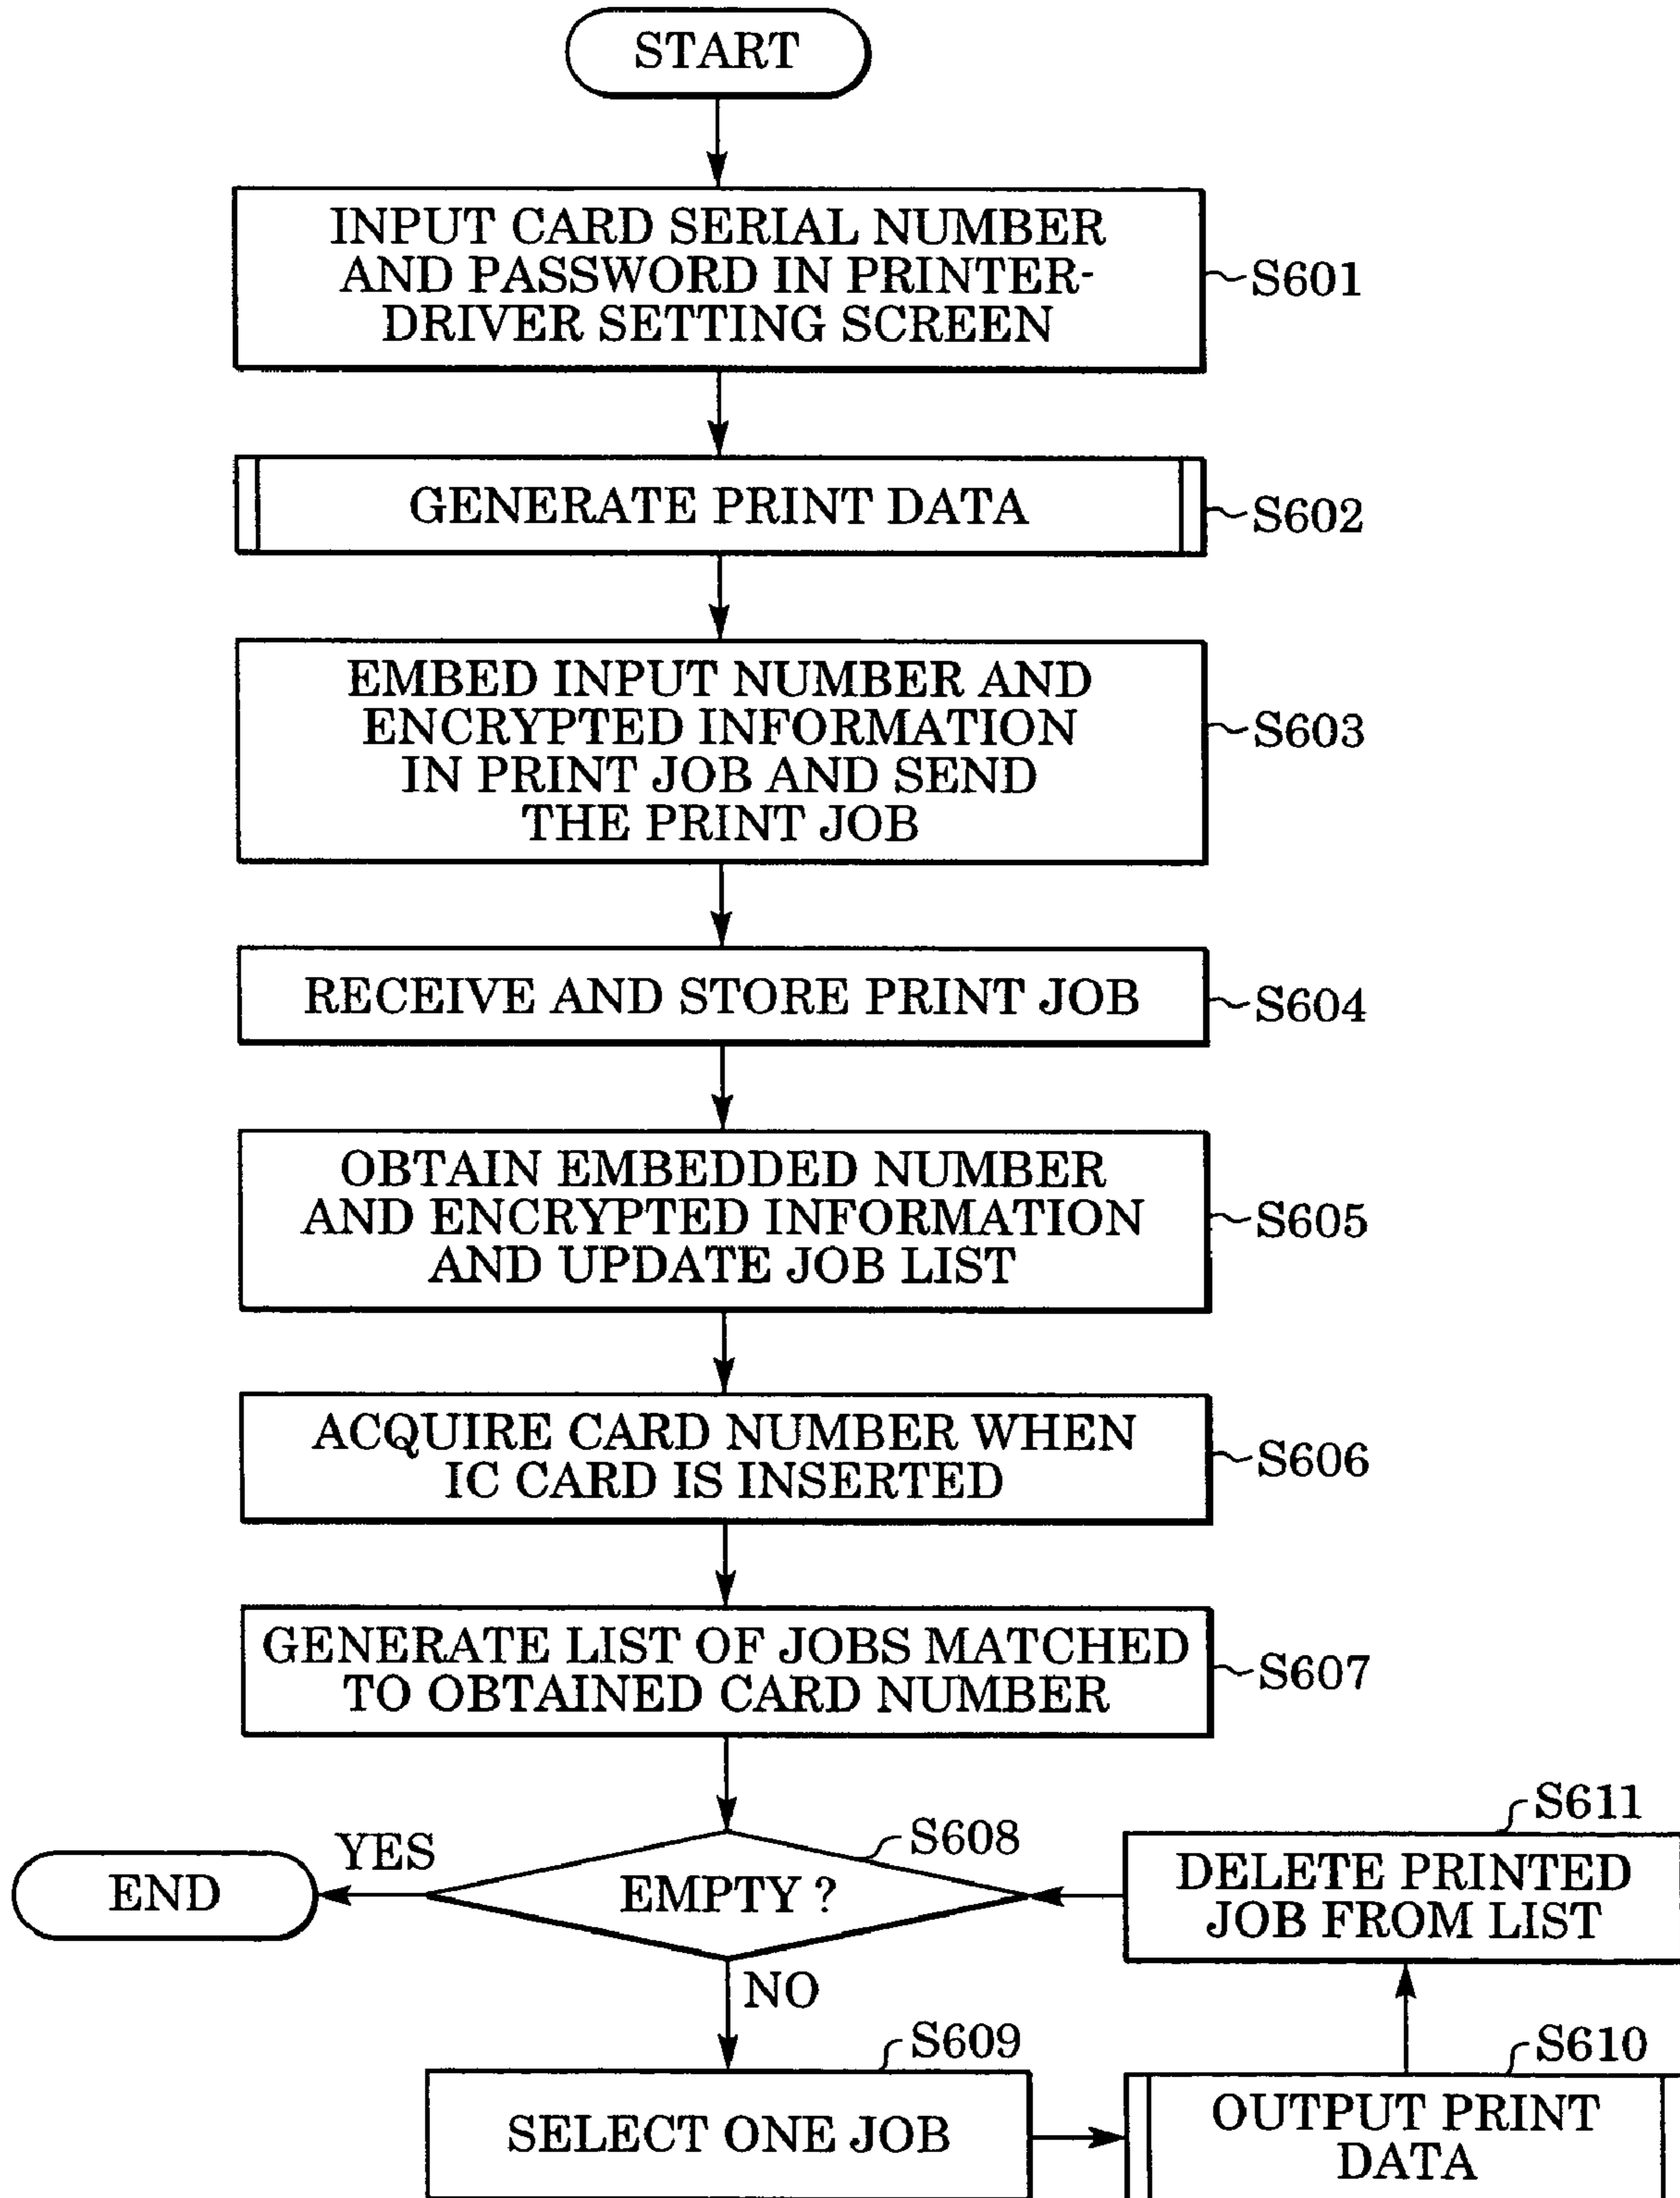 START
INPUT CARD SERIAL NUMBER
AND PASSWORD IN PRINTER-
DRIVER SETTING SCREEN
S601
GENERATE PRINT DATA
S602
EMBED INPUT NUMBER AND
ENCRYPTED INFORMATION
IN PRINT JOB AND SEND
THE PRINT JOB
S603
RECEIVE AND STORE PRINT JOB
S604
OBTAIN EMBEDDED NUMBER
AND ENCRYPTED INFORMATION
AND UPDATE JOB LIST
S605
ACQUIRE CARD NUMBER WHEN
IC CARD IS INSERTED
S606
GENERATE LIST OF JOBS MATCHED
TO OBTAINED CARD NUMBER
S607
S608
EMPTY ?
YES
END
NO
S609
SELECT ONE JOB
S610
OUTPUT PRINT
DATA
S611
DELETE PRINTED
JOB FROM LIST